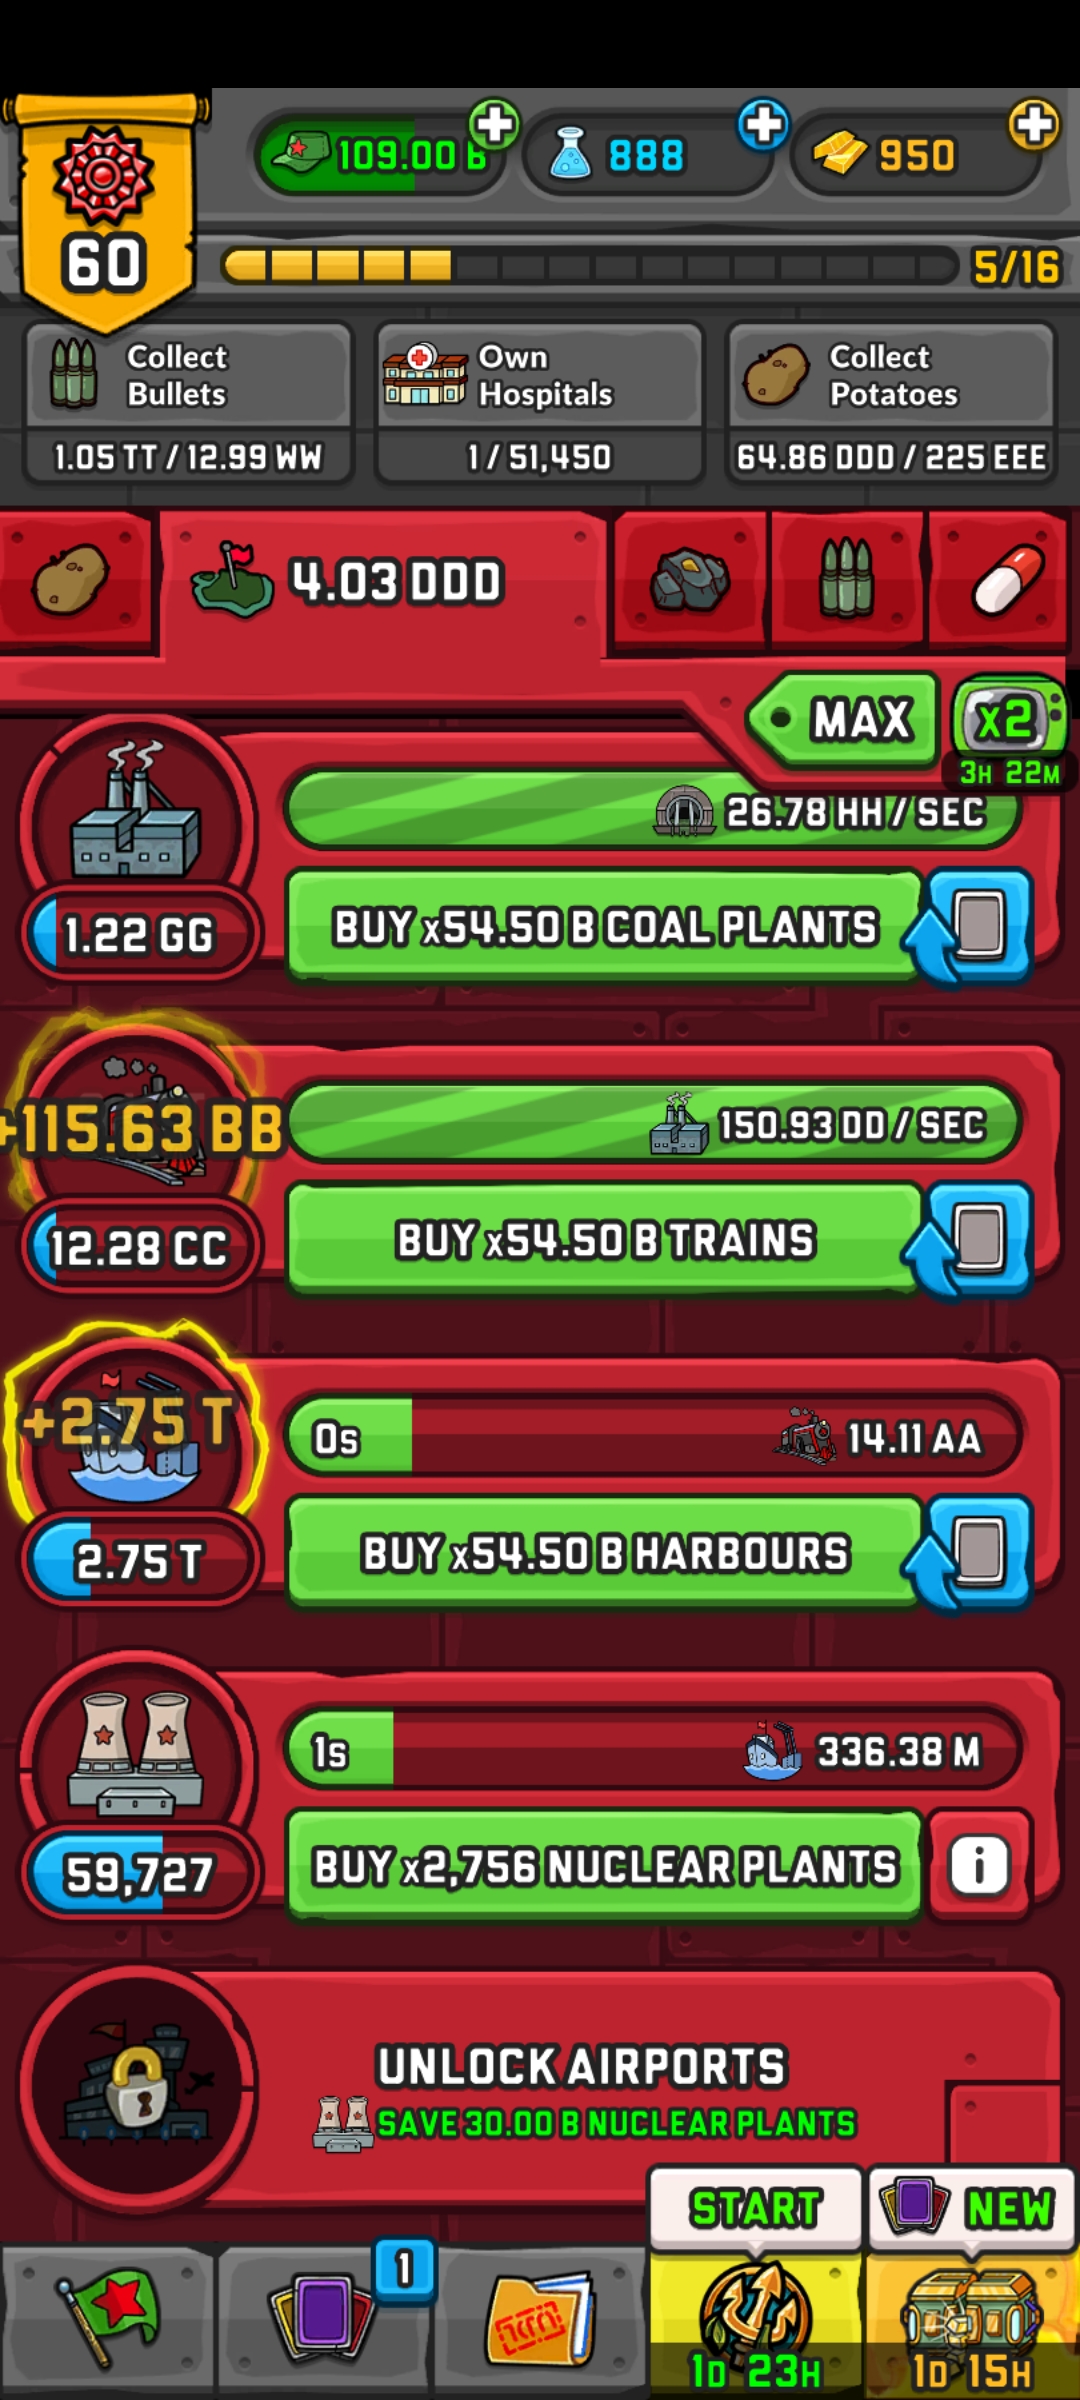 109.00 B
888
950
60
5/16
Collect
Bullets
1.05 TT / 12.99 WW
Own
Hospitals
1 / 51,450
Collect
Potatoes
64.86 DDD / 225 EEE
4.03 DDD
MAX
x2
3H 22M
26.78 HH / SEC
1.22 GG
BUY x54.50 B COAL PLANTS
+115.63 BB
150.93 DD / SEC
12.28 CC
BUY x54.50 B TRAINS
+2.75 T
0s
14.11 AA
2.75 T
BUY x54.50 B HARBOURS
1s
336.38 M
59,727
BUY x2,756 NUCLEAR PLANTS
i
UNLOCK AIRPORTS
SAVE 30.00 B NUCLEAR PLANTS
START
NEW
1
1D 23H
1D 15H